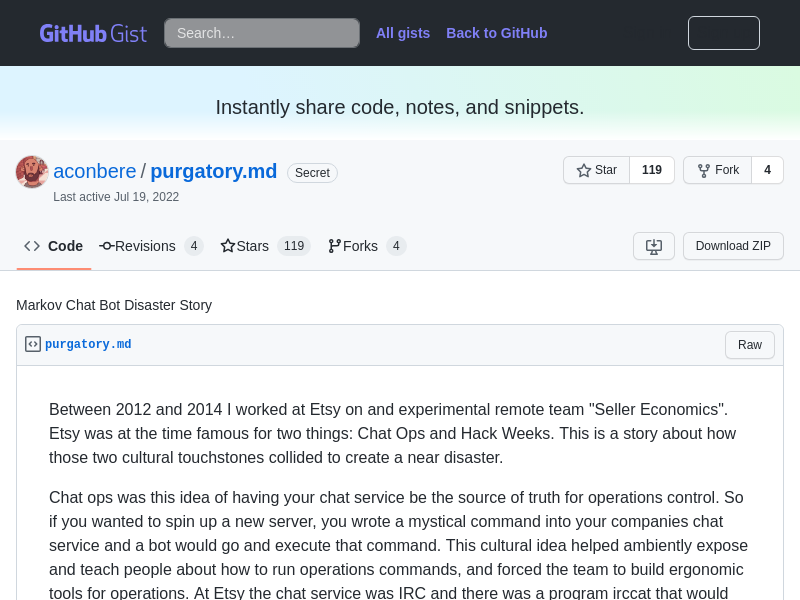 GitHub Gist
Search…
All gists
Back to GitHub
Instantly share code, notes, and snippets.
aconbere / purgatory.md Secret
Last active Jul 19, 2022
Star 119
Fork 4
Code
Revisions 4
Stars 119
Forks 4
Download ZIP
Markov Chat Bot Disaster Story
purgatory.md
Raw
Between 2012 and 2014 I worked at Etsy on and experimental remote team "Seller Economics".
Etsy was at the time famous for two things: Chat Ops and Hack Weeks. This is a story about how
those two cultural touchstones collided to create a near disaster.
Chat ops was this idea of having your chat service be the source of truth for operations control. So
if you wanted to spin up a new server, you wrote a mystical command into your companies chat
service and a bot would go and execute that command. This cultural idea helped ambiently expose
and teach people about how to run operations commands, and forced the team to build ergonomic
tools for operations. At Etsy the chat service was IRC and there was a program irccat that would